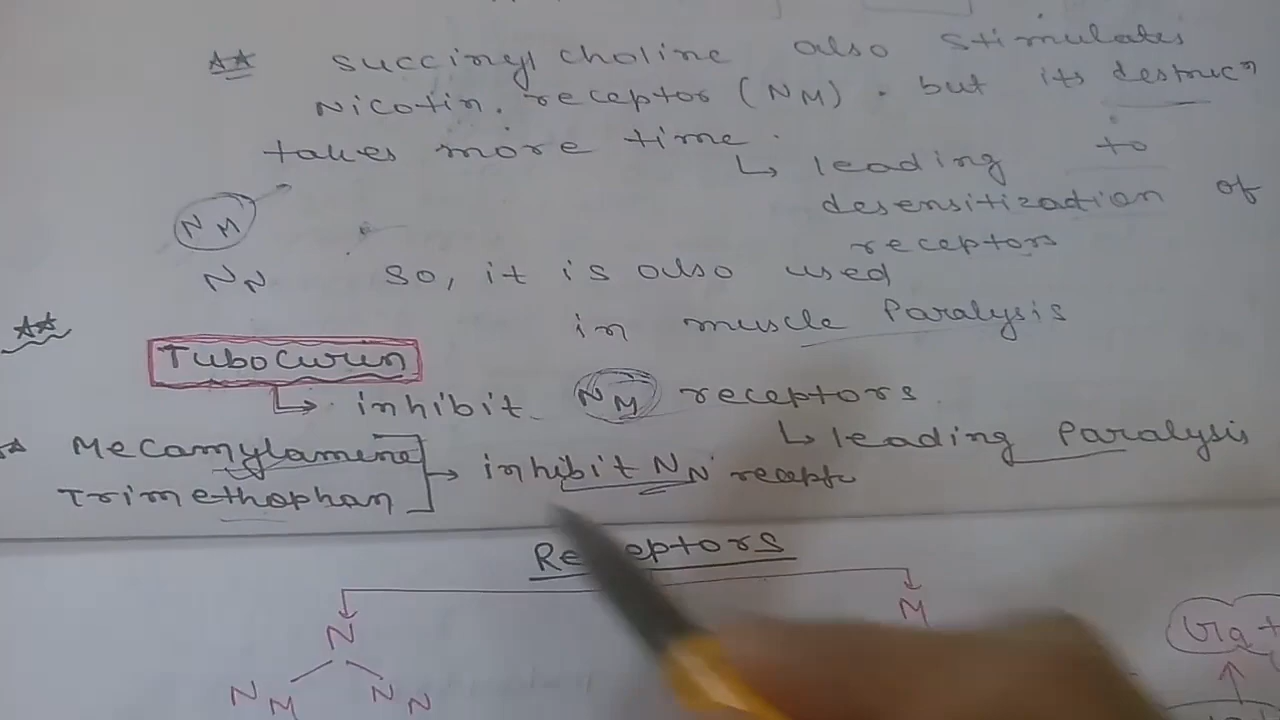 ** succinyl choline also stimulates
Nicotin. receptor (NM). but its destrucn
takes more time.
↳ leading to
desensitization of
receptors
NM
NN
So, it is also used
in muscle Paralysis
**
Tubocurin
↳ inhibit NM receptors
↳ leading Paralysis
Mecamylamine
Trimethophan
→ inhibit NN recept
Receptors
N
M
NM NN